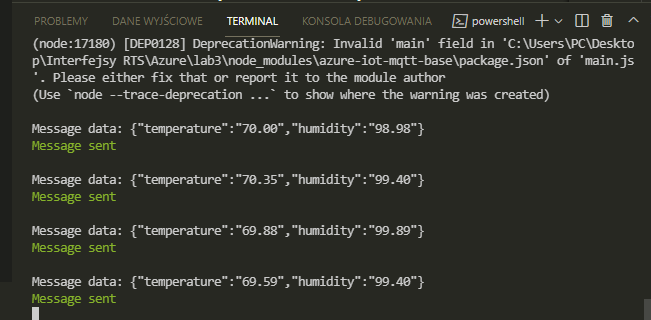 PROBLEMY DANE WYJŚCIOWE TERMINAL KONSOLA DEBUGOWANIA powershell
(node:17180) [DEP0128] DeprecationWarning: Invalid 'main' field in 'C:\Users\PC\Deskto
p\Interfejsy RTS\Azure\lab3\node_modules\azure-iot-mqtt-base\package.json' of 'main.js
'. Please either fix that or report it to the module author
(Use `node --trace-deprecation ...` to show where the warning was created)
Message data: {"temperature":"70.00","humidity":"98.98"}
Message sent
Message data: {"temperature":"70.35","humidity":"99.40"}
Message sent
Message data: {"temperature":"69.88","humidity":"99.89"}
Message sent
Message data: {"temperature":"69.59","humidity":"99.40"}
Message sent